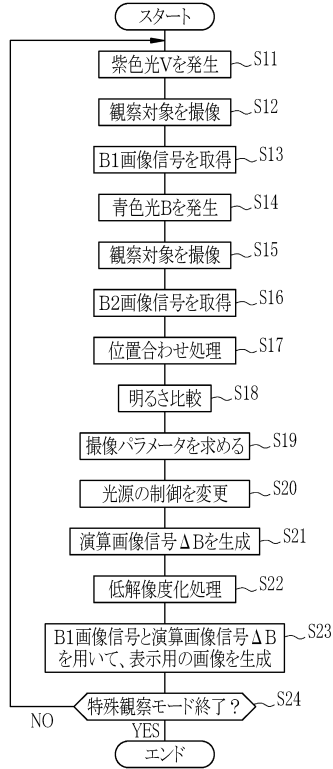 スタート
紫色光Vを発生 S11
観察対象を撮像 S12
B1画像信号を取得 S13
青色光Bを発生 S14
観察対象を撮像 S15
B2画像信号を取得 S16
位置合わせ処理 S17
明るさ比較 S18
撮像パラメータを求める S19
光源の制御を変更 S20
演算画像信号ΔBを生成 S21
低解像度化処理 S22
B1画像信号と演算画像信号ΔB S23
を用いて、表示用の画像を生成
特殊観察モード終了？ S24
NO
YES
エンド